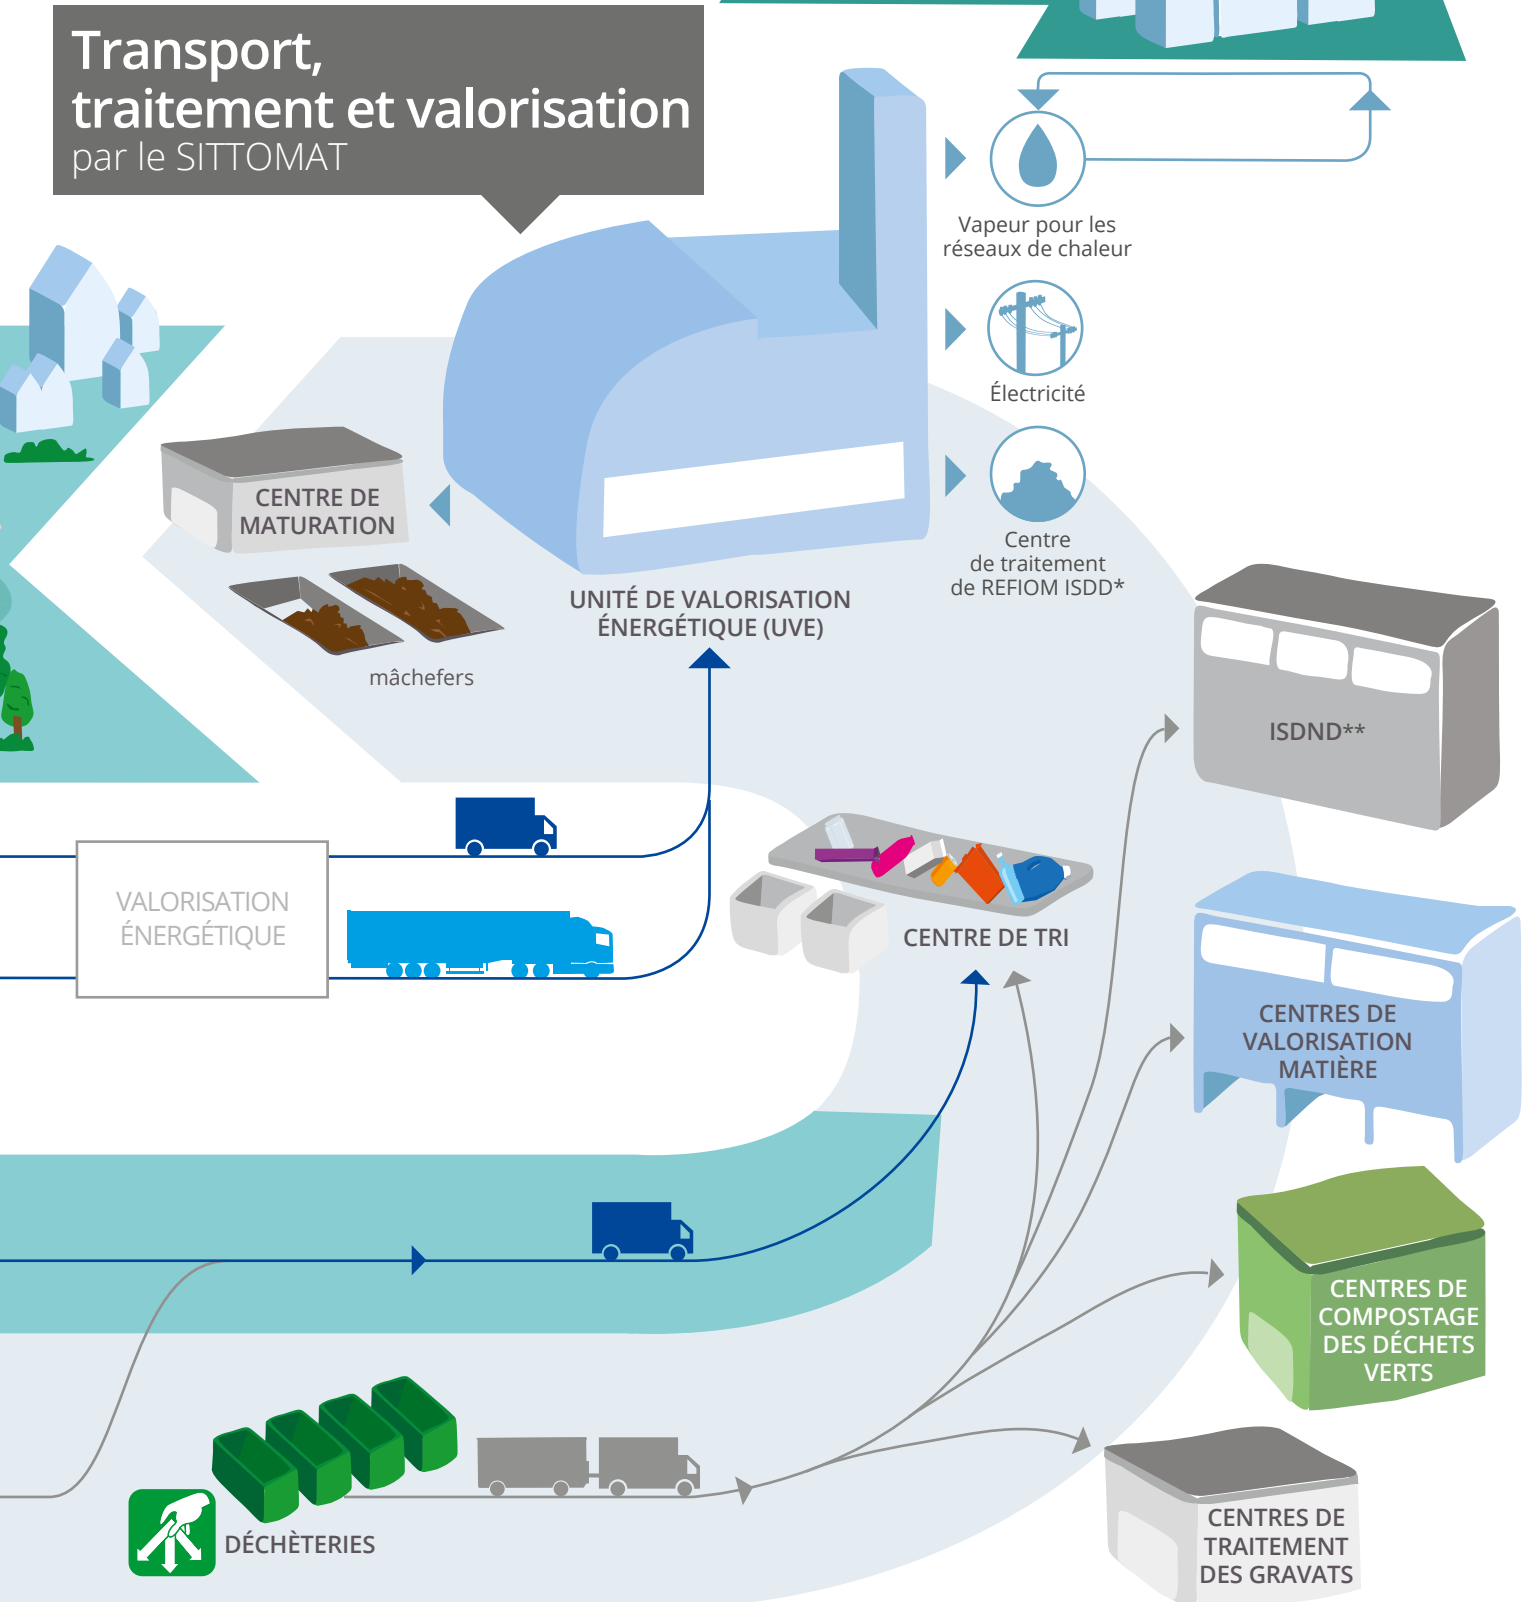 Transport,
traitement et valorisation
par le SITTOMAT
Vapeur pour les
réseaux de chaleur
Électricité
Centre
de traitement
de REFIOM ISDD*
CENTRE DE
MATURATION
mâchefers
UNITÉ DE VALORISATION
ÉNERGÉTIQUE (UVE)
ISDND**
VALORISATION
ÉNERGÉTIQUE
CENTRE DE TRI
CENTRES DE
VALORISATION
MATIÈRE
CENTRES DE
COMPOSTAGE
DES DÉCHETS
VERTS
DÉCHÈTERIES
CENTRES DE
TRAITEMENT
DES GRAVATS